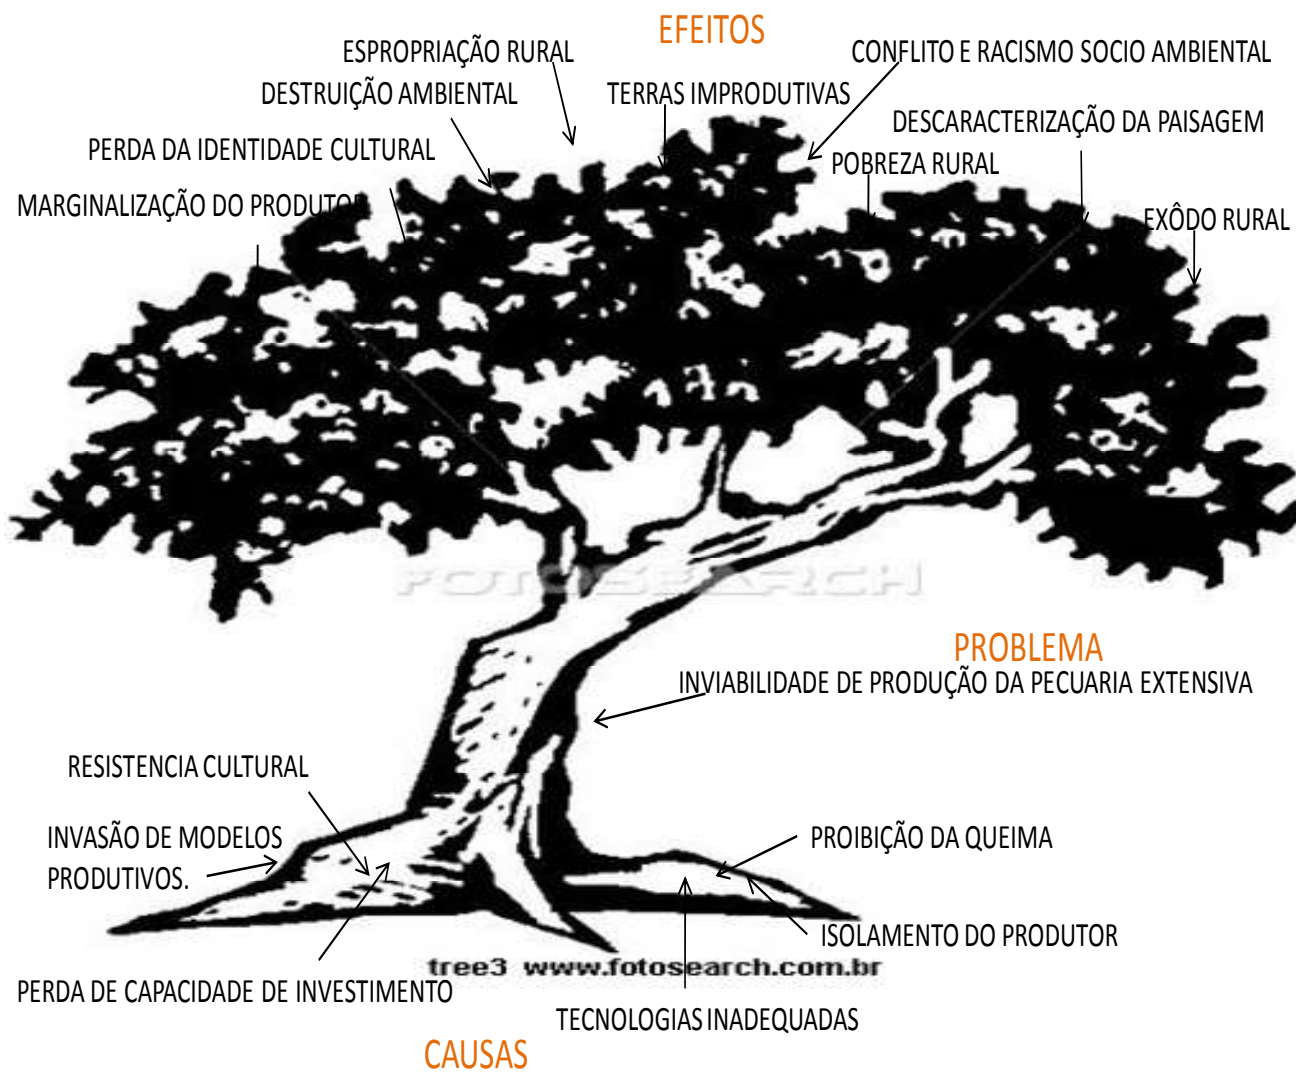 EFEITOS
ESPROPRIAÇÃO RURAL
CONFLITO E RACISMO SOCIO AMBIENTAL
DESTRUIÇÃO AMBIENTAL
TERRAS IMPRODUTIVAS
DESCARACTERIZAÇÃO DA PAISAGEM
PERDA DA IDENTIDADE CULTURAL
POBREZA RURAL
MARGINALIZAÇÃO DO PRODUTOR
EXÔDO RURAL
FOTOSEARCH
PROBLEMA
INVIABILIDADE DE PRODUÇÃO DA PECUARIA EXTENSIVA
RESISTENCIA CULTURAL
INVASÃO DE MODELOS
PRODUTIVOS.
PROIBIÇÃO DA QUEIMA
ISOLAMENTO DO PRODUTOR
tree3 www.fotosearch.com.br
PERDA DE CAPACIDADE DE INVESTIMENTO
TECNOLOGIAS INADEQUADAS
CAUSAS